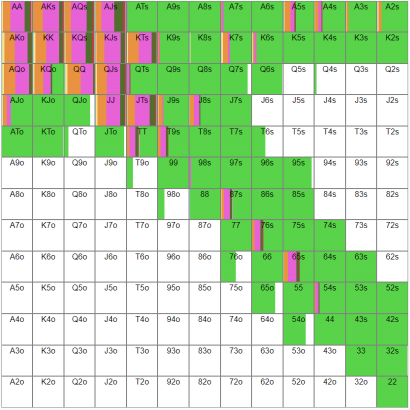 AA AKs AQs AJs ATs A9s A8s A7s A6s A5s A4s A3s A2s
AKo KK KQs KJs KTs K9s K8s K7s K6s K5s K4s K3s K2s
AQo KQo QQ QJs QTs Q9s Q8s Q7s Q6s Q5s Q4s Q3s Q2s
AJo KJo QJo JJ JTs J9s J8s J7s J6s J5s J4s J3s J2s
ATo KTo QTo JTo TT T9s T8s T7s T6s T5s T4s T3s T2s
A9o K9o Q9o J9o T9o 99 98s 97s 96s 95s 94s 93s 92s
A8o K8o Q8o J8o T8o 98o 88 87s 86s 85s 84s 83s 82s
A7o K7o Q7o J7o T7o 97o 87o 77 76s 75s 74s 73s 72s
A6o K6o Q6o J6o T6o 96o 86o 76o 66 65s 64s 63s 62s
A5o K5o Q5o J5o T5o 95o 85o 75o 65o 55 54s 53s 52s
A4o K4o Q4o J4o T4o 94o 84o 74o 64o 54o 44 43s 42s
A3o K3o Q3o J3o T3o 93o 83o 73o 63o 53o 43o 33 32s
A2o K2o Q2o J2o T2o 92o 82o 72o 62o 52o 42o 32o 22